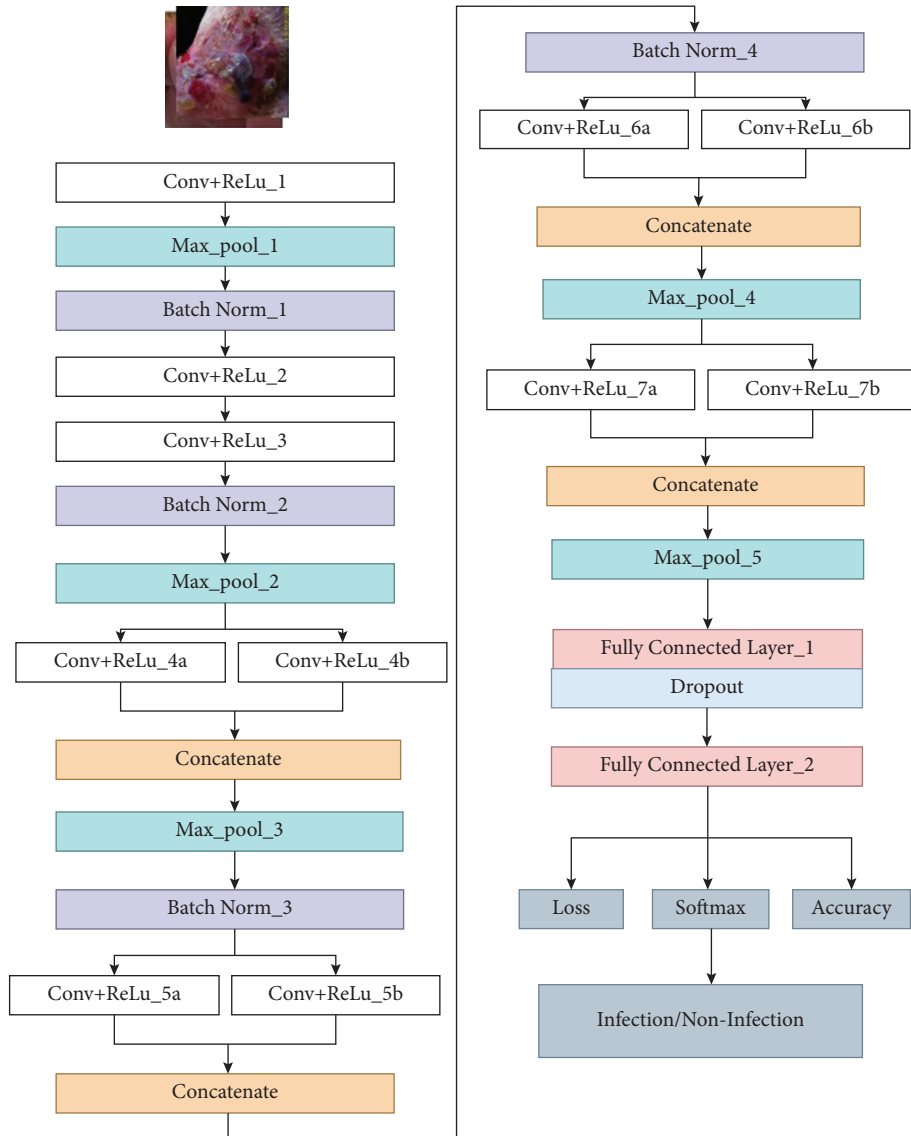 Conv+ReLu_1
Max_pool_1
Batch Norm_1
Conv+ReLu_2
Conv+ReLu_3
Batch Norm_2
Max_pool_2
Conv+ReLU_4a
Conv+ReLU_4b
Concatenate
Max_pool_3
Batch Norm_3
Conv+ReLU_5a
Conv+ReLU_5b
Concatenate
Batch Norm_4
Conv+ReLU_6a
Conv+ReLU_6b
Concatenate
Max_pool_4
Conv+ReLU_7a
Conv+ReLU_7b
Concatenate
Max_pool_5
Fully Connected Layer_1
Dropout
Fully Connected Layer_2
Loss
Softmax
Accuracy
Infection/Non-Infection